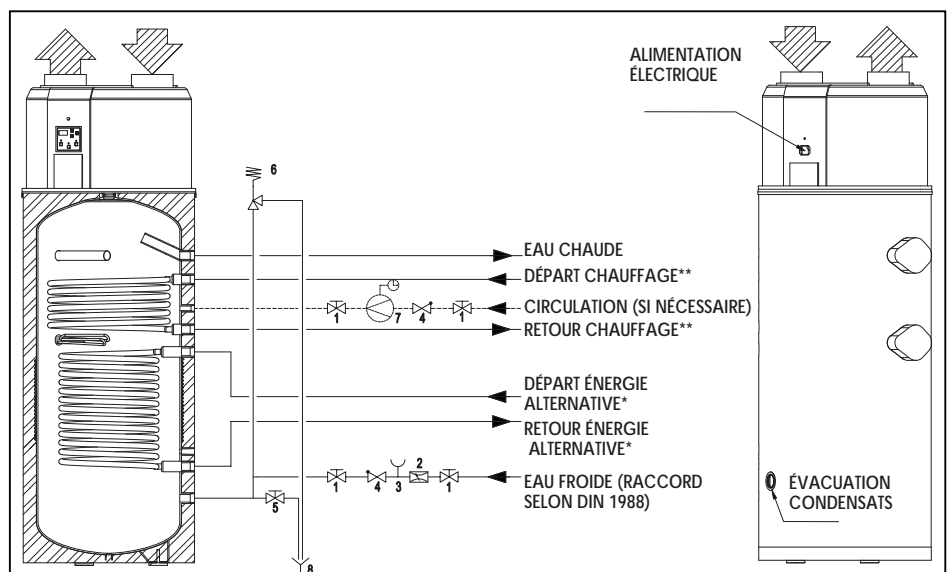 ALIMENTATION
ÉLECTRIQUE
6
EAU CHAUDE
DÉPART CHAUFFAGE**
CIRCULATION (SI NÉCESSAIRE)
1 7 4 1
RETOUR CHAUFFAGE**
DÉPART ÉNERGIE
ALTERNATIVE*
RETOUR ÉNERGIE
ALTERNATIVE*
2
1 4 3 1
EAU FROIDE (RACCORD
SELON DIN 1988)
5
8
ÉVACUATION
CONDENSATS